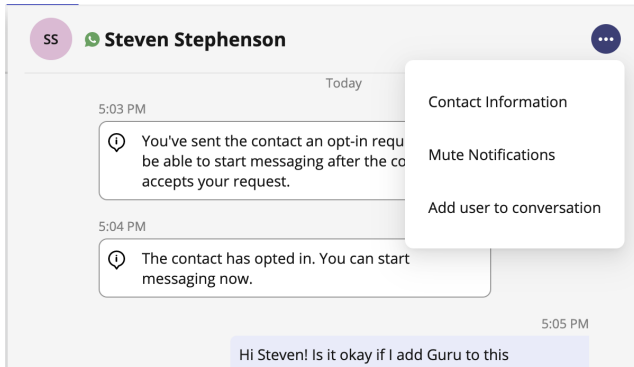 SS
Steven Stephenson
Today
Contact Information
Mute Notifications
Add user to conversation
5:03 PM
You've sent the contact an opt-in
be able to start messaging after the
accepts your request.
5:04 PM
The contact has opted in. You can start
messaging now.
5:05 PM
Hi Steven! Is it okay if I add Guru to this